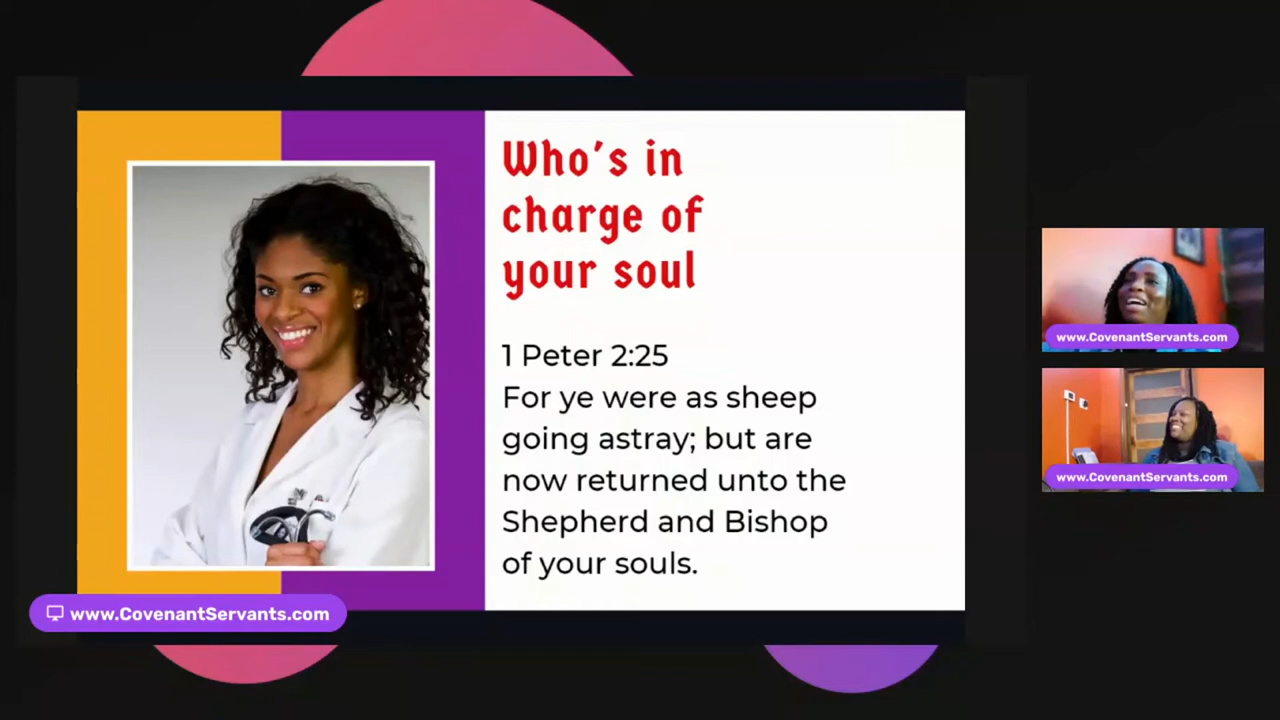 Who's in
charge of
your soul
1 Peter 2:25
For ye were as sheep
going astray; but are
now returned unto the
Shepherd and Bishop
of your souls.
www.CovenantServants.com
www.CovenantServants.com
www.CovenantServants.com